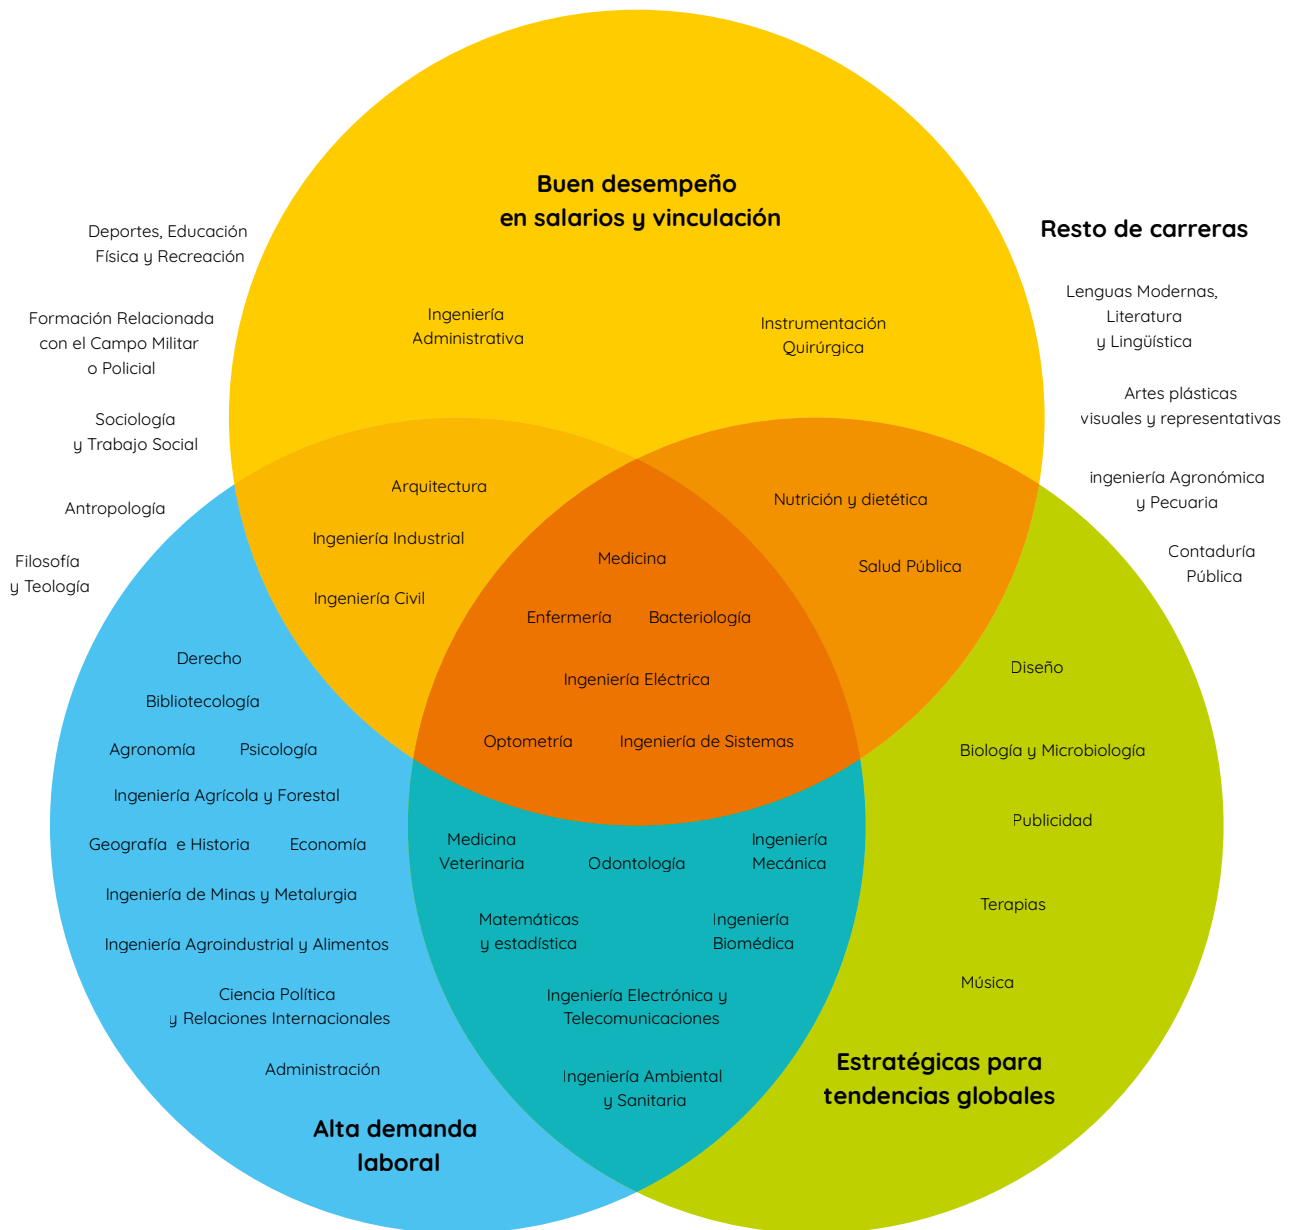 Buen desempeño
en salarios y vinculación
Deportes, Educación
Física y Recreación
Formación Relacionada
con el Campo Militar
o Policial
Sociología
y Trabajo Social
Antropología
Filosofía
y Teología
Resto de carreras
Lenguas Modernas,
Literatura
y Lingüística
Artes plásticas
visuales y representativas
ingeniería Agronómica
y Pecuaria
Contaduría
Pública
Ingeniería
Administrativa
Instrumentación
Quirúrgica
Arquitectura
Ingeniería Industrial
Ingeniería Civil
Nutrición y dietética
Salud Pública
Medicina
Enfermería
Bacteriología
Ingeniería Eléctrica
Optometría
Ingeniería de Sistemas
Derecho
Bibliotecología
Agronomía
Psicología
Ingeniería Agrícola y Forestal
Geografía e Historia
Economía
Ingeniería de Minas y Metalurgia
Ingeniería Agroindustrial y Alimentos
Ciencia Política
y Relaciones Internacionales
Administración
Alta demanda
laboral
Medicina
Veterinaria
Odontología
Ingeniería
Mecánica
Matemáticas
y estadística
Ingeniería
Biomédica
Ingeniería Electrónica y
Telecomunicaciones
Ingeniería Ambiental
y Sanitaria
Diseño
Biología y Microbiología
Publicidad
Terapias
Música
Estratégicas para
tendencias globales